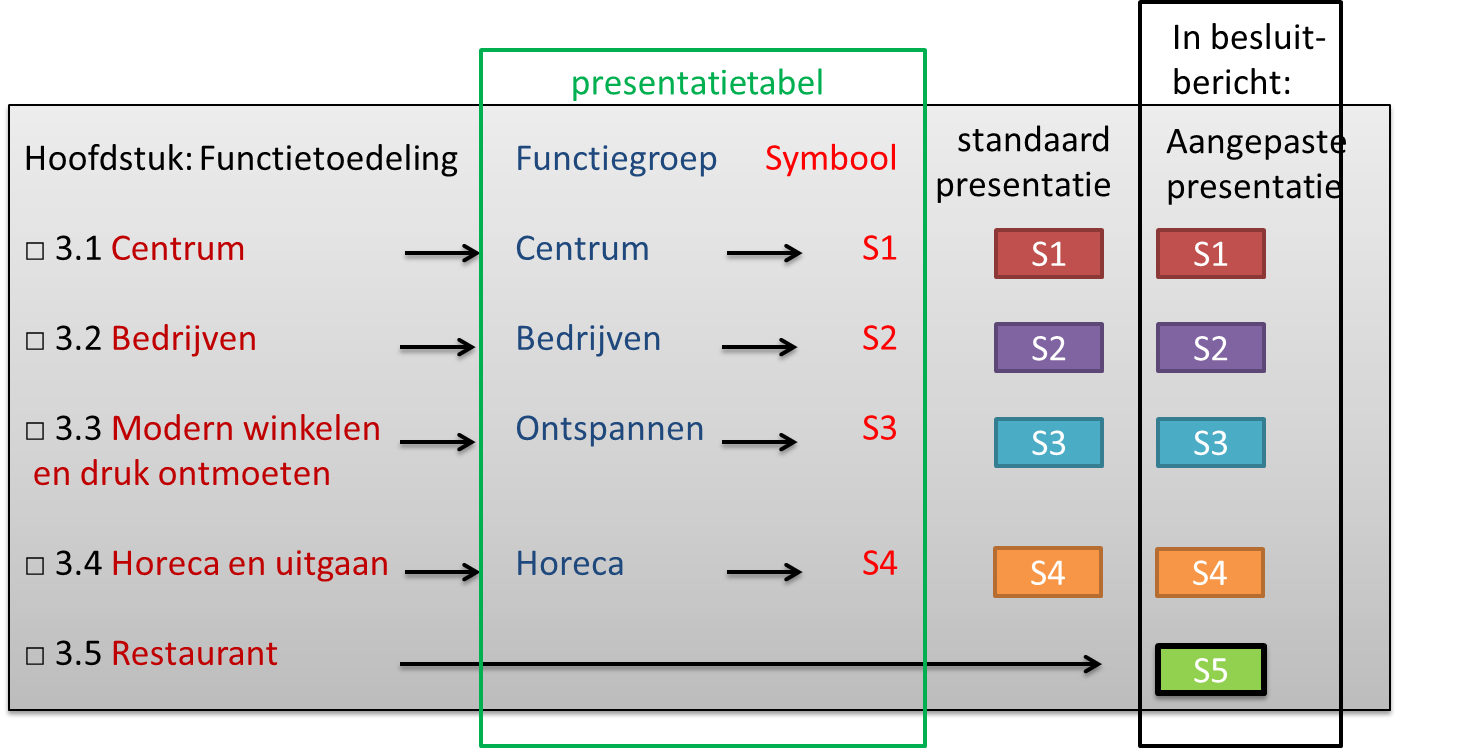 In besluit-
bericht:
presentatietabel
Hoofdstuk: Functietoedeling Functiegroep Symbool standaard presentatie Aangepaste presentatie
□ 3.1 Centrum Centrum S1 S1 S1
□ 3.2 Bedrijven Bedrijven S2 S2 S2
□ 3.3 Modern winkelen Ontspannen S3 S3 S3
en druk ontmoeten
□ 3.4 Horeca en uitgaan Horeca S4 S4 S4
□ 3.5 Restaurant S5